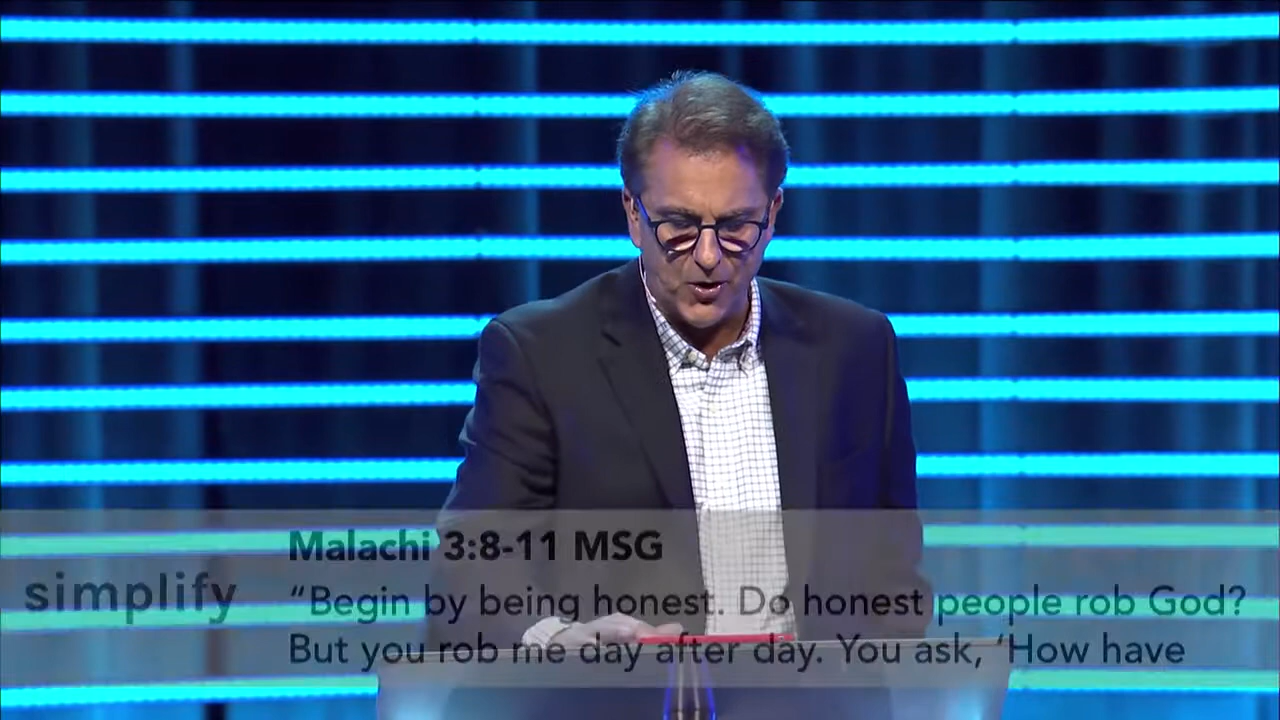 Malachi 3:8-11 MSG
simplify
“Begin by being honest. Do honest people rob God?
But you rob me day after day. You ask, ‘How have